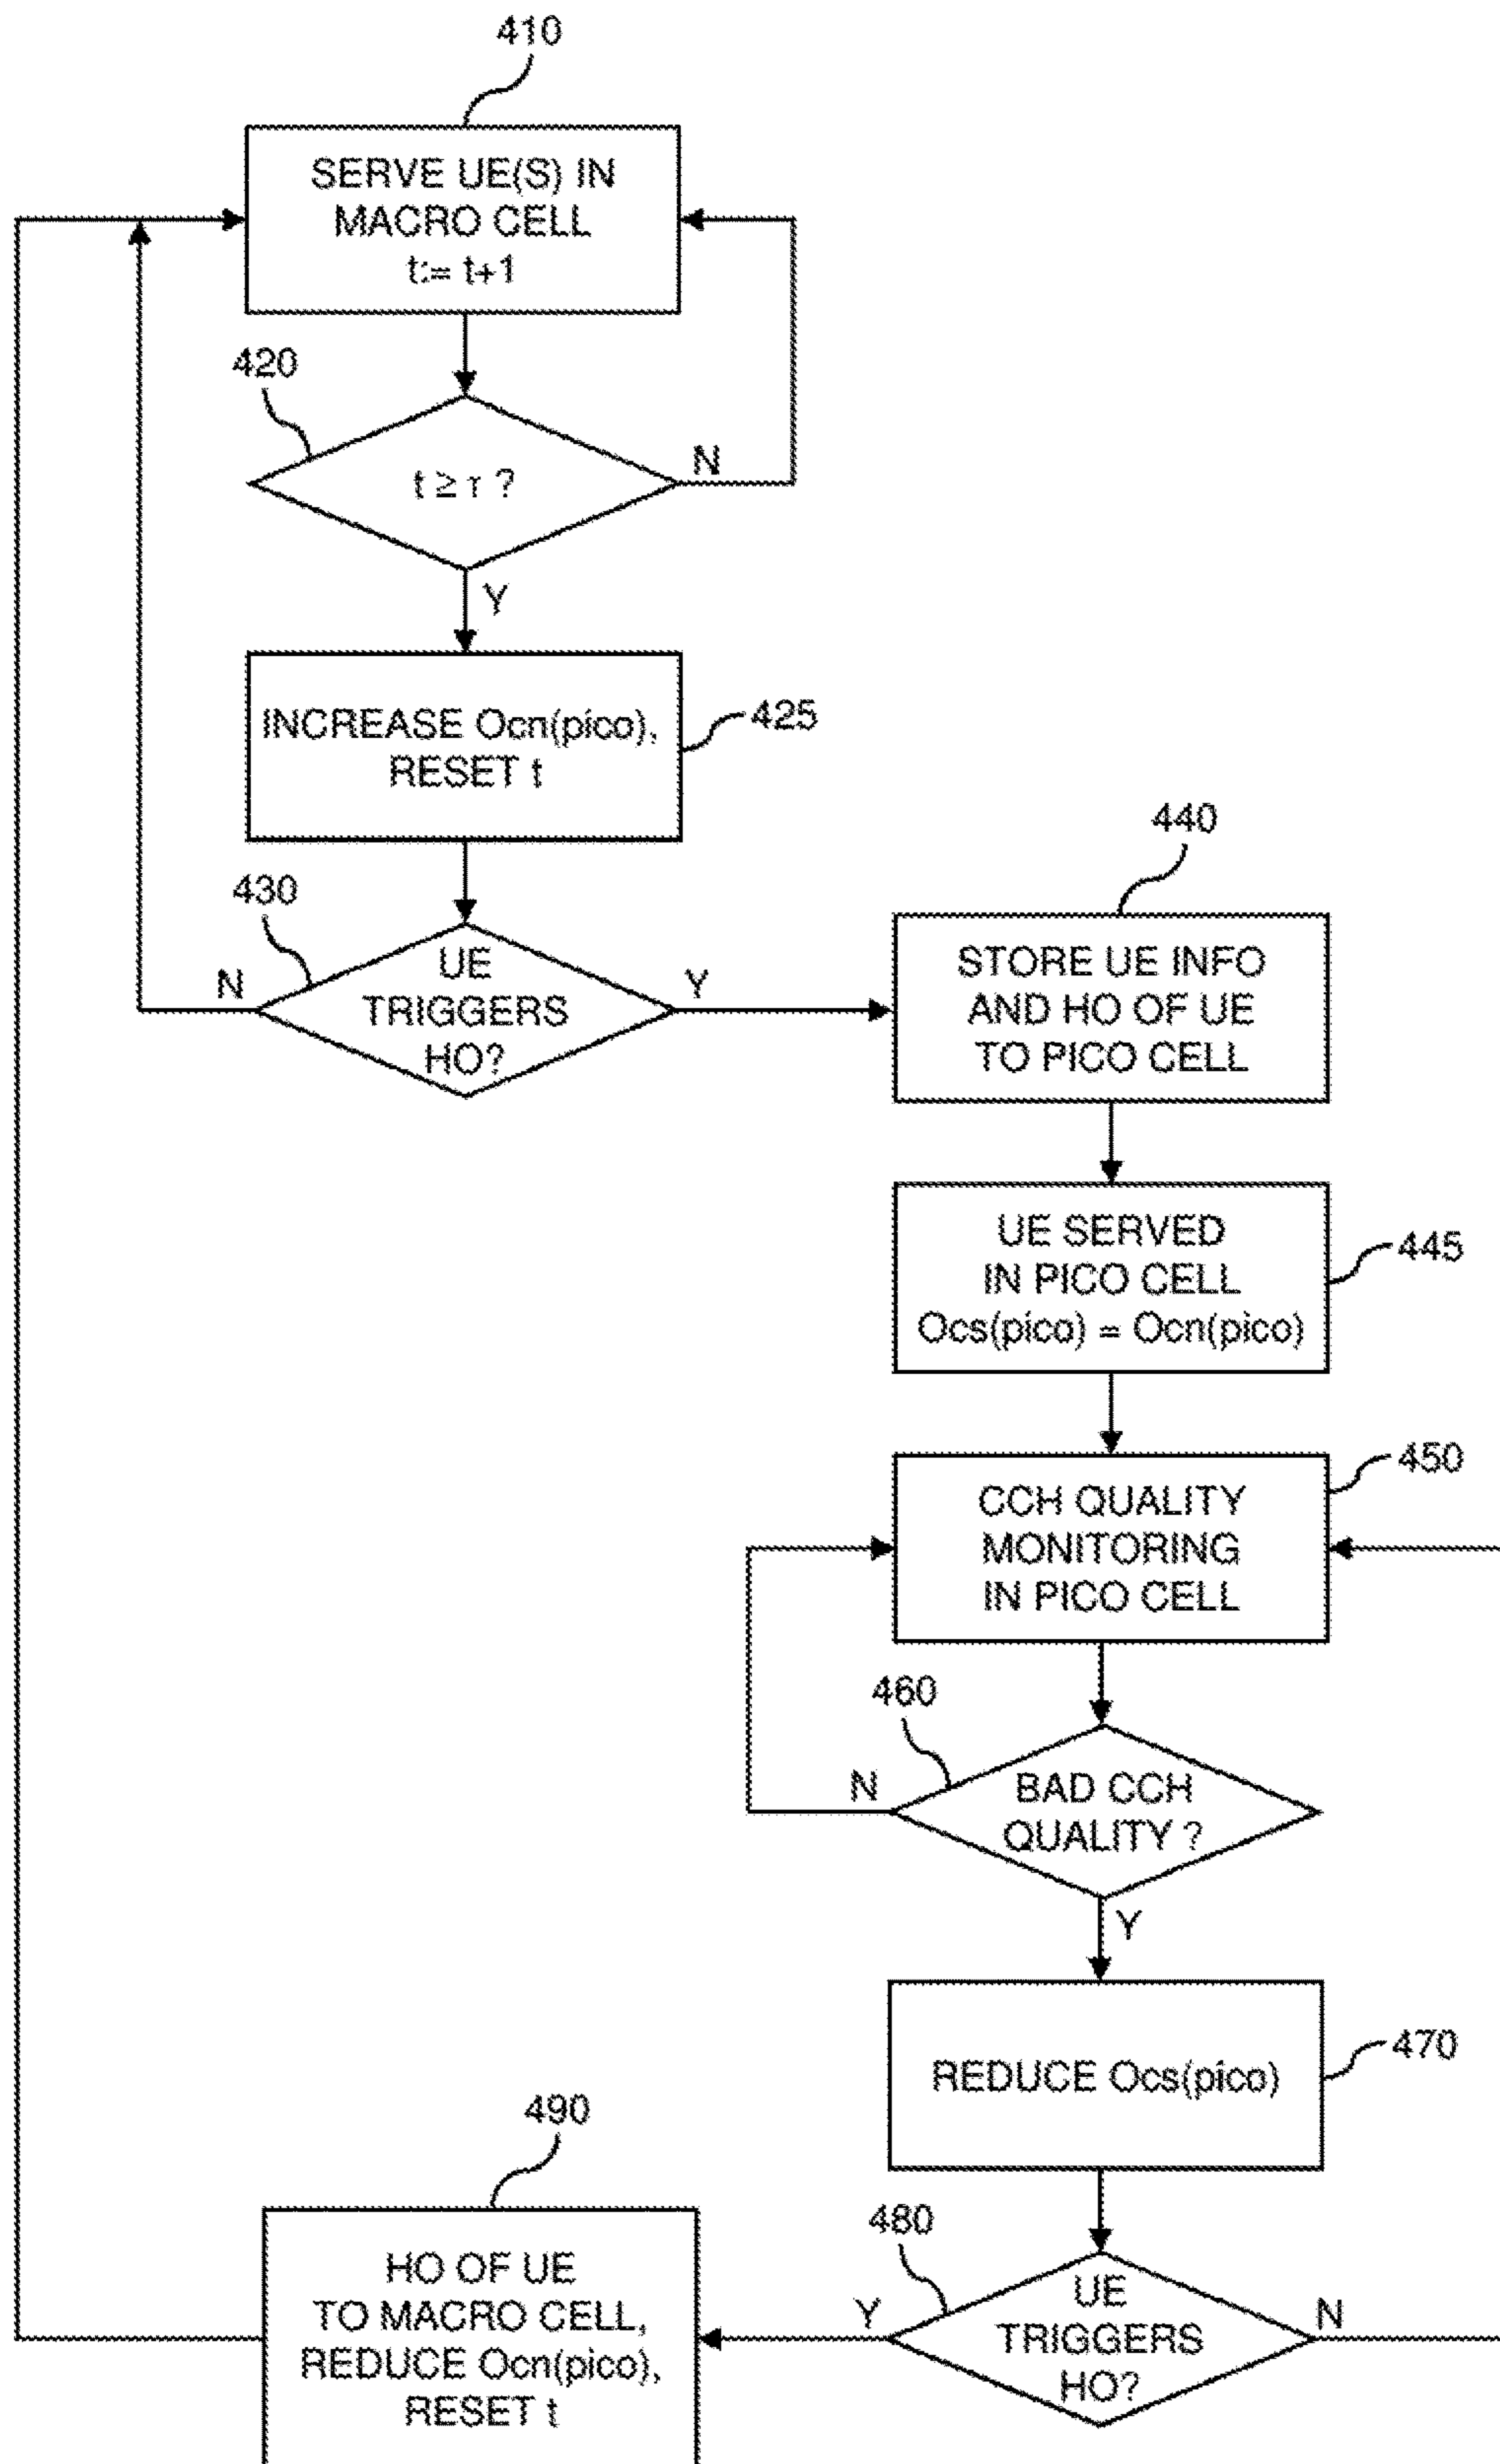 410
SERVE UE(S) IN
MACRO CELL
t:= t+1
420
t ≥ τ ?
N
Y
INCREASE Ocn(pico),
RESET t
425
430
N
UE
TRIGGERS
HO?
Y
440
STORE UE INFO
AND HO OF UE
TO PICO CELL
UE SERVED
IN PICO CELL
Ocs(pico) = Ocn(pico)
445
CCH QUALITY
MONITORING
IN PICO CELL
450
460
N
BAD CCH
QUALITY ?
Y
REDUCE Ocs(pico)
470
480
Y
UE
TRIGGERS
HO?
N
490
HO OF UE
TO MACRO CELL,
REDUCE Ocn(pico),
RESET t